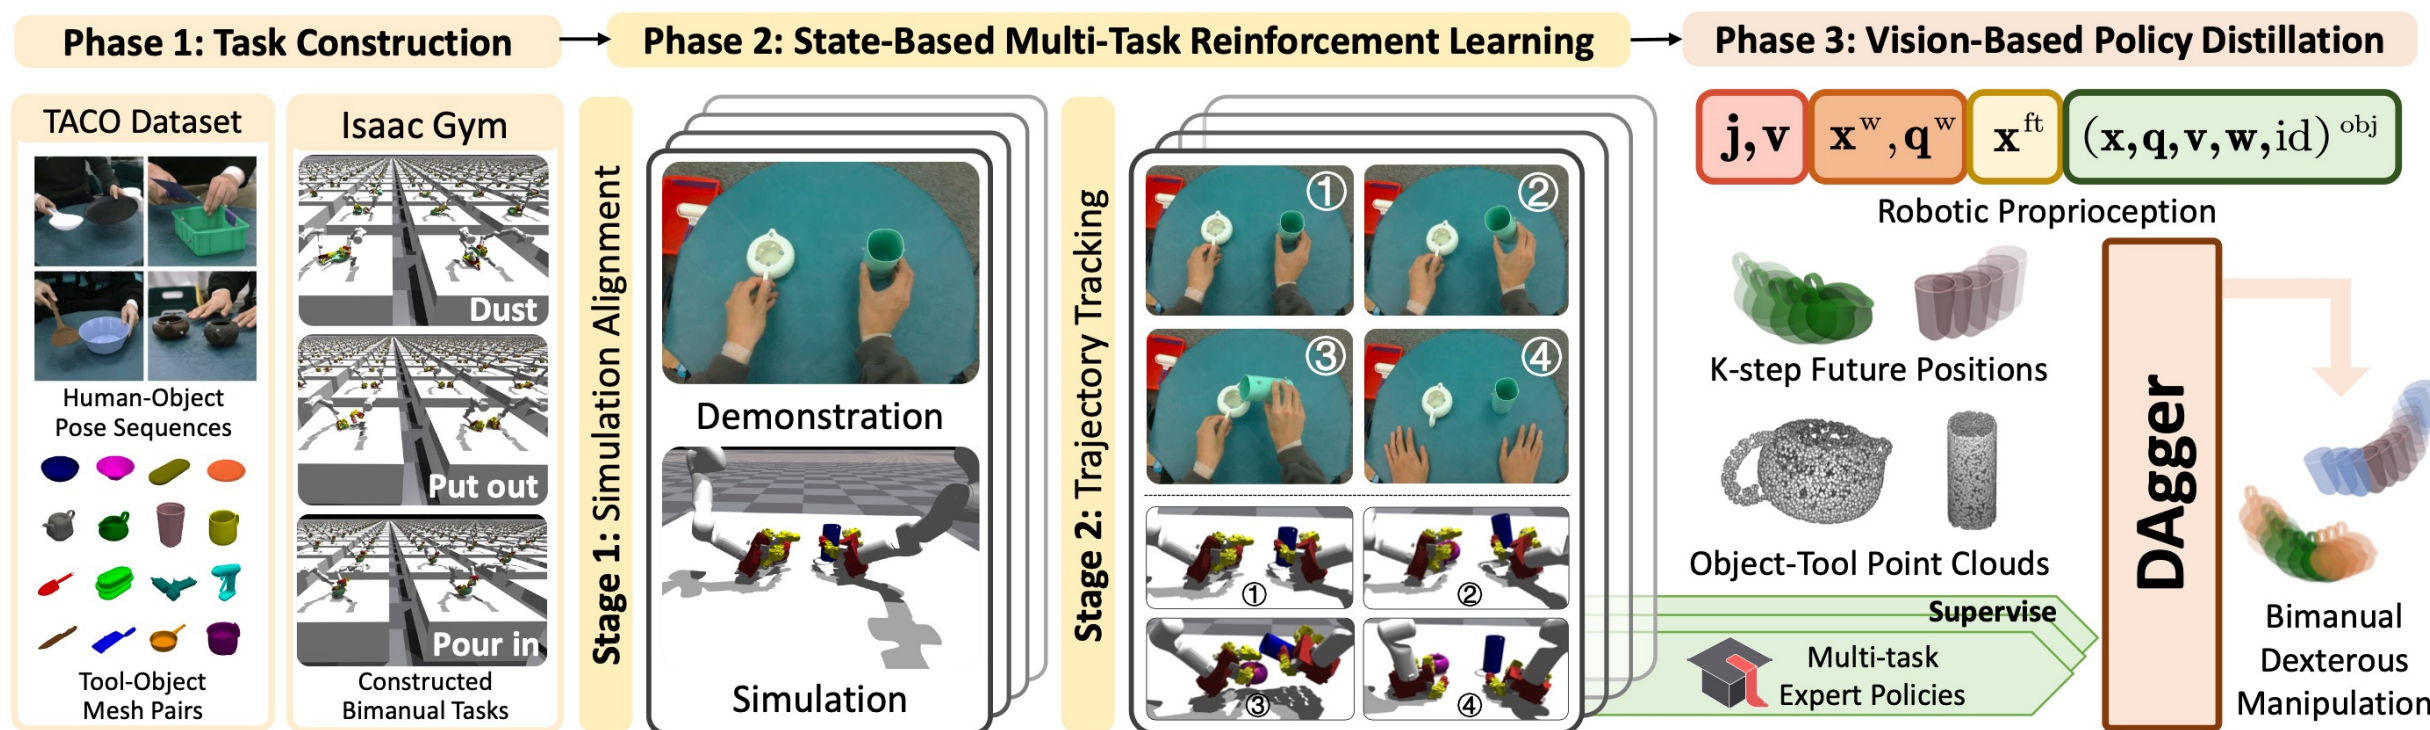 Phase 1: Task Construction
Phase 2: State-Based Multi-Task Reinforcement Learning
Phase 3: Vision-Based Policy Distillation
TACO Dataset
Human-Object
Pose Sequences
Tool-Object
Mesh Pairs
Isaac Gym
Dust
Put out
Pour in
Constructed
Bimanual Tasks
Stage 1: Simulation Alignment
Demonstration
Simulation
Stage 2: Trajectory Tracking
①
②
③
④
①
②
③
④
j,v
x^w,q^w
x^ft
(x,q,v,w,id)^obj
Robotic Proprioception
K-step Future Positions
Object-Tool Point Clouds
Supervise
Multi-task
Expert Policies
DAgger
Bimanual
Dexterous
Manipulation